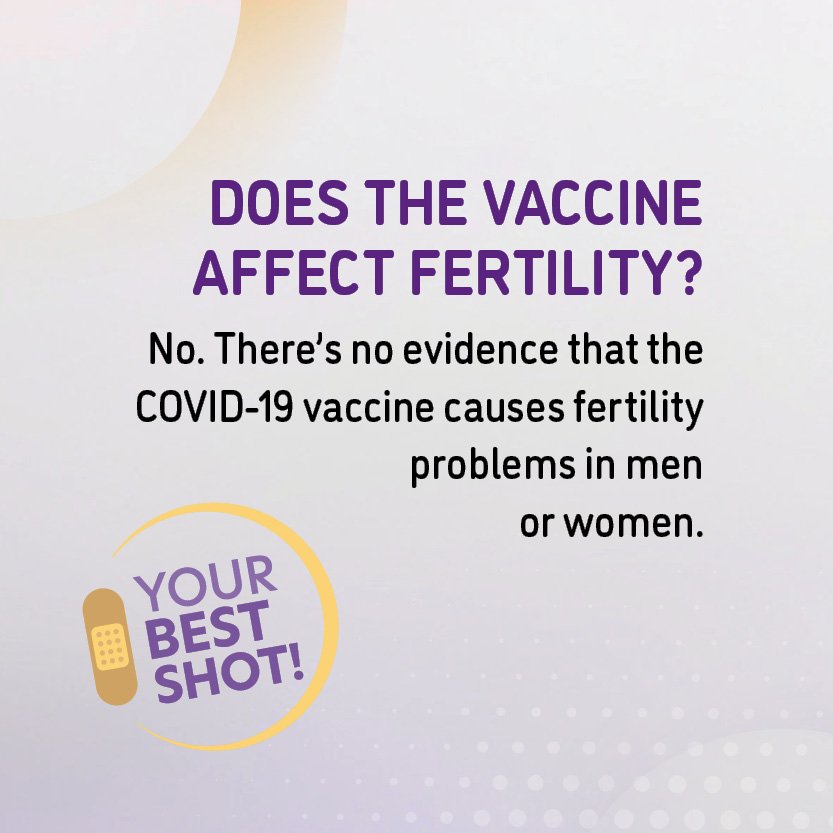 DOES THE VACCINE
AFFECT FERTILITY?
No. There's no evidence that the
COVID-19 vaccine causes fertility
problems in men
or women.
YOUR
BEST
SHOT!